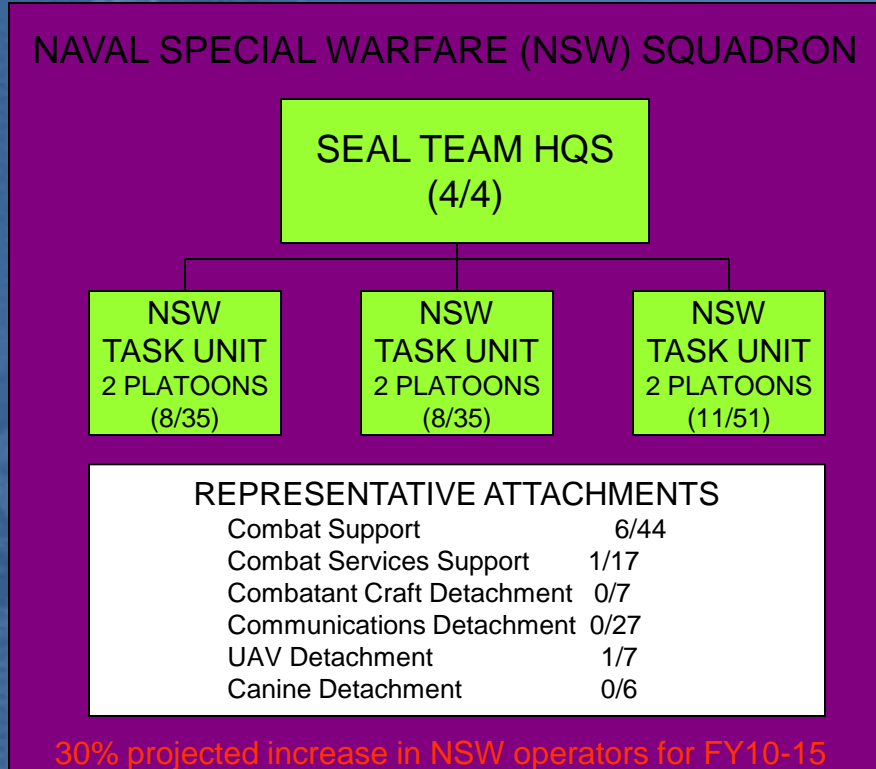 NAVAL SPECIAL WARFARE (NSW) SQUADRON
SEAL TEAM HQS
(4/4)
NSW
TASK UNIT
2 PLATOONS
(8/35)
NSW
TASK UNIT
2 PLATOONS
(8/35)
NSW
TASK UNIT
2 PLATOONS
(11/51)
REPRESENTATIVE ATTACHMENTS
Combat Support 6/44
Combat Services Support 1/17
Combatant Craft Detachment 0/7
Communications Detachment 0/27
UAV Detachment 1/7
Canine Detachment 0/6
30% projected increase in NSW operators for FY10-15